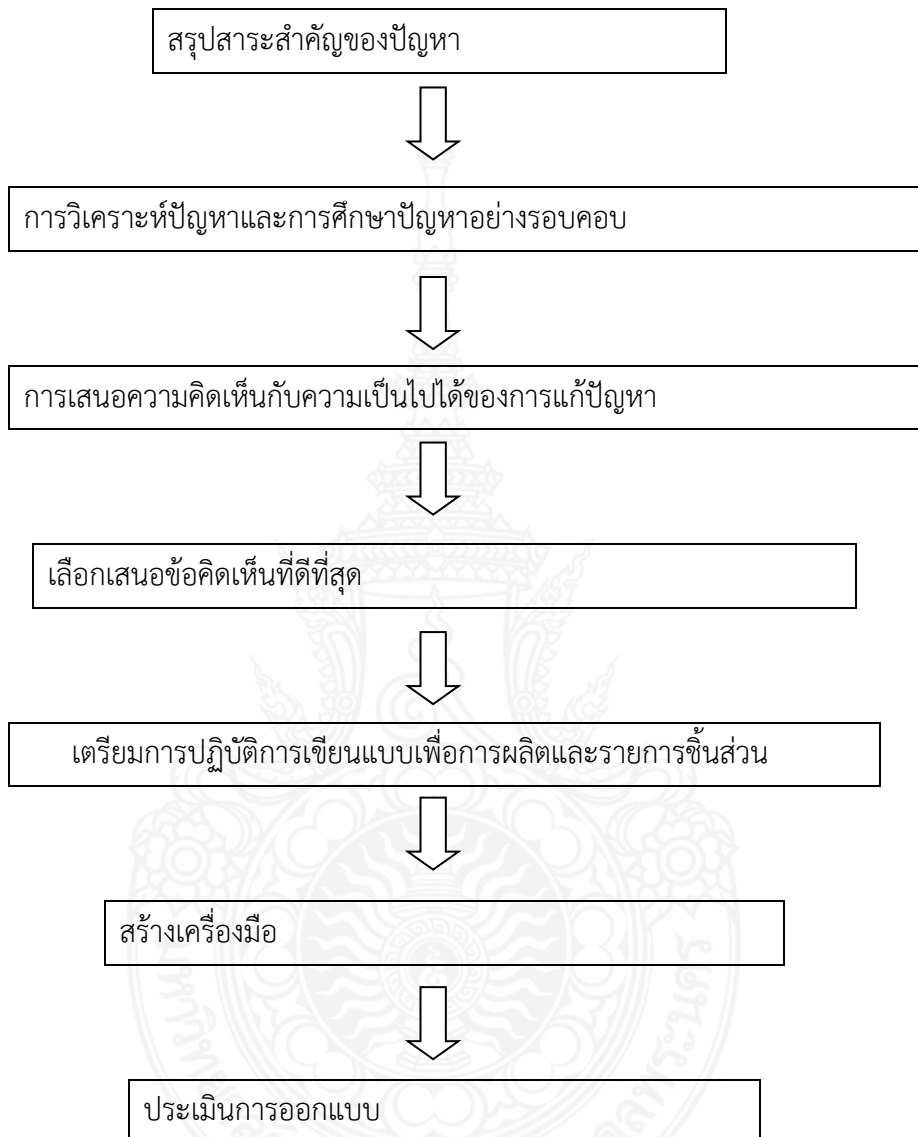 สรุปสาระสำคัญของปัญหา
การวิเคราะห์ปัญหาและการศึกษาปัญหาอย่างรอบคอบ
การเสนอความคิดเห็นกับความเป็นไปได้ของการแก้ปัญหา
เลือกเสนอข้อคิดเห็นที่ดีที่สุด
เตรียมการปฏิบัติการเขียนแบบเพื่อการผลิตและรายการชิ้นส่วน
สร้างเครื่องมือ
ประเมินการออกแบบ